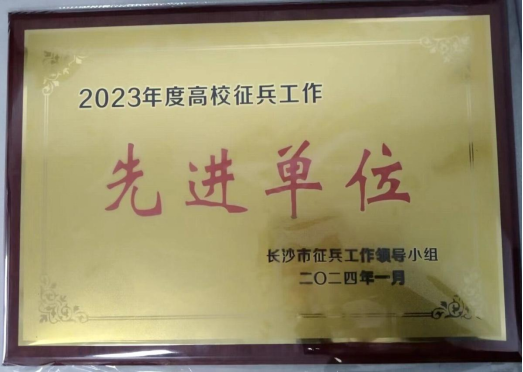 2023年度高校征兵工作
先进单位
长沙市征兵工作领导小组
二〇二四年一月